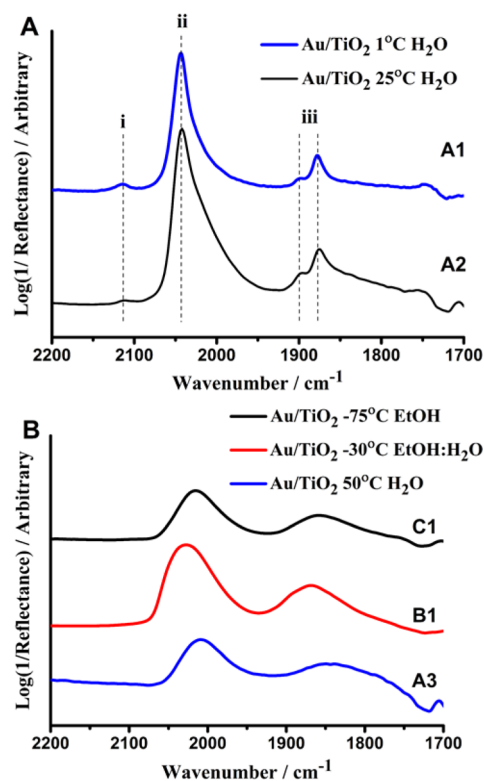 A
i
ii
iii
Au/TiO₂ 1°C H₂O
Au/TiO₂ 25°C H₂O
A1
A2
Log(1/ Reflectance) / Arbitrary
2200 2100 2000 1900 1800 1700
Wavenumber / cm⁻¹
B
Au/TiO₂ -75°C EtOH
Au/TiO₂ -30°C EtOH:H₂O
Au/TiO₂ 50°C H₂O
C1
B1
A3
Log(1/Reflectance) / Arbitrary
2200 2100 2000 1900 1800 1700
Wavenumber / cm⁻¹